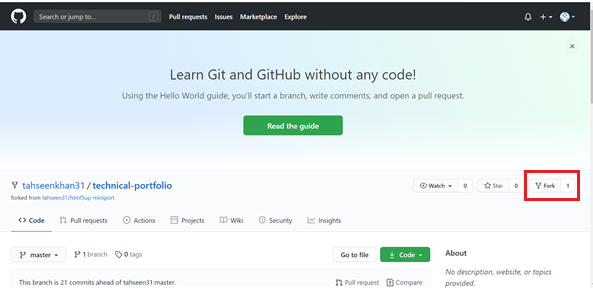 Search or jump to... / Pull requests Issues Marketplace Explore
Learn Git and GitHub without any code!
Using the Hello World guide, you'll start a branch, write comments, and open a pull request.
Read the guide
tahseenkhan31 / technical-portfolio Watch 0 Star 0 Fork 1
forked from tahseen31/html5up-miniport
Code Pull requests Actions Projects Wiki Security Insights
master 1 branch 0 tags Go to file Code About
No description, website, or topics
provided.
This branch is 21 commits ahead of tahseen31:master. Pull request Compare